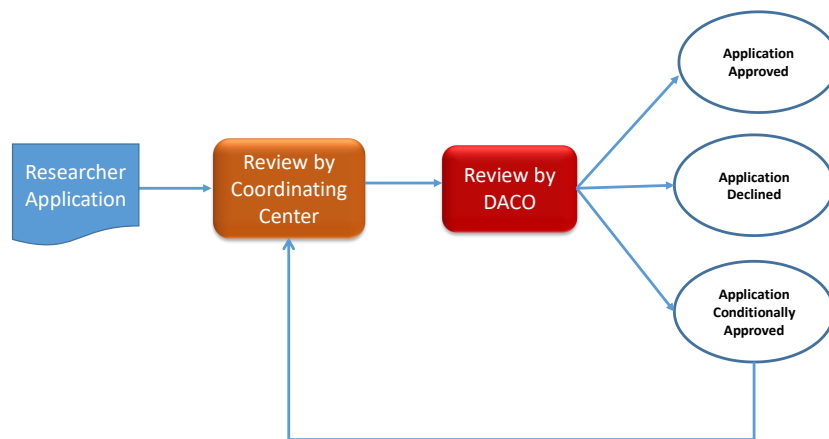 Researcher
Application
Review by
Coordinating
Center
Review by
DACO
Application
Approved
Application
Declined
Application
Conditionally
Approved